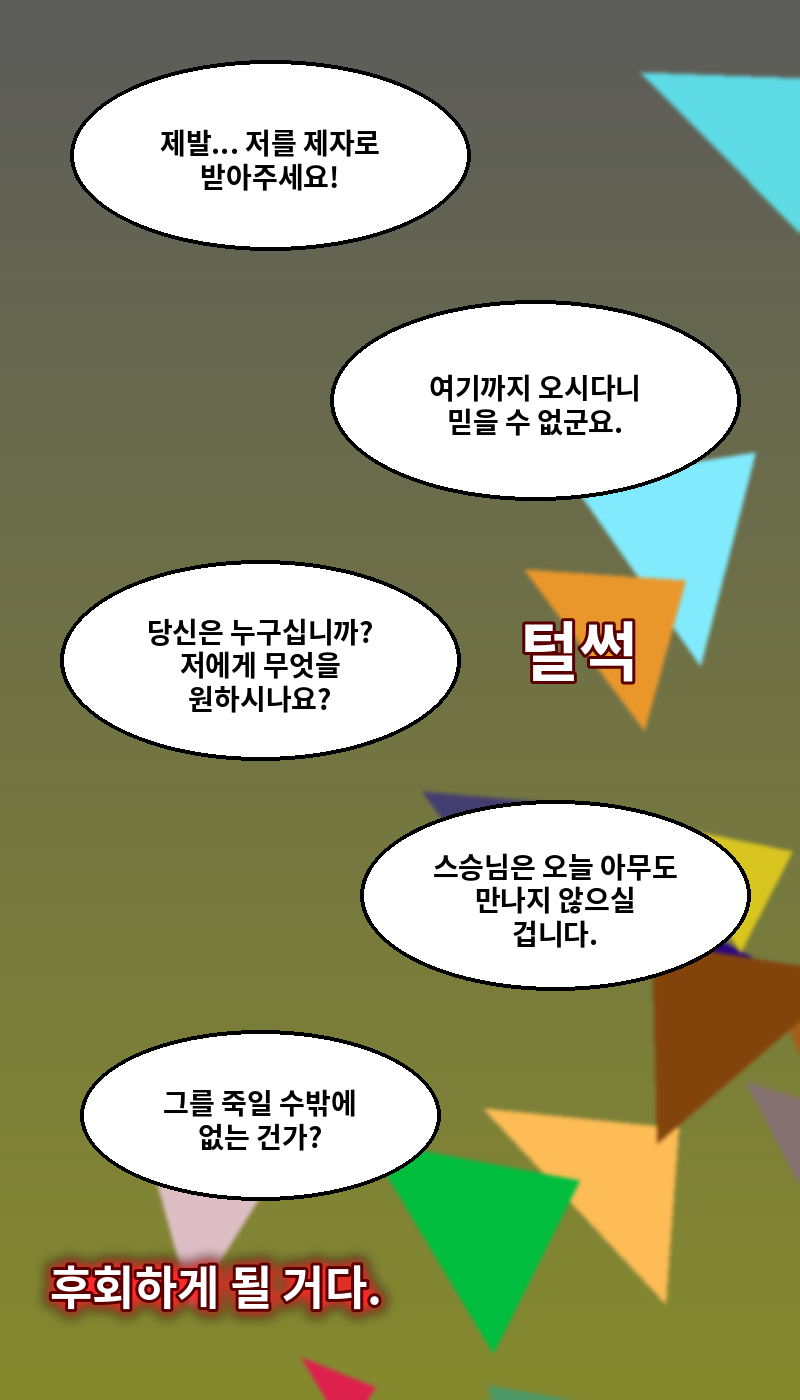 제발... 저를 제자로
받아주세요!
여기까지 오시다니
믿을 수 없군요.
당신은 누구십니까?
저에게 무엇을
원하시나요?
털썩
스승님은 오늘 아무도
만나지 않으실
겁니다.
그를 죽일 수밖에
없는 건가?
후회하게 될 거다.